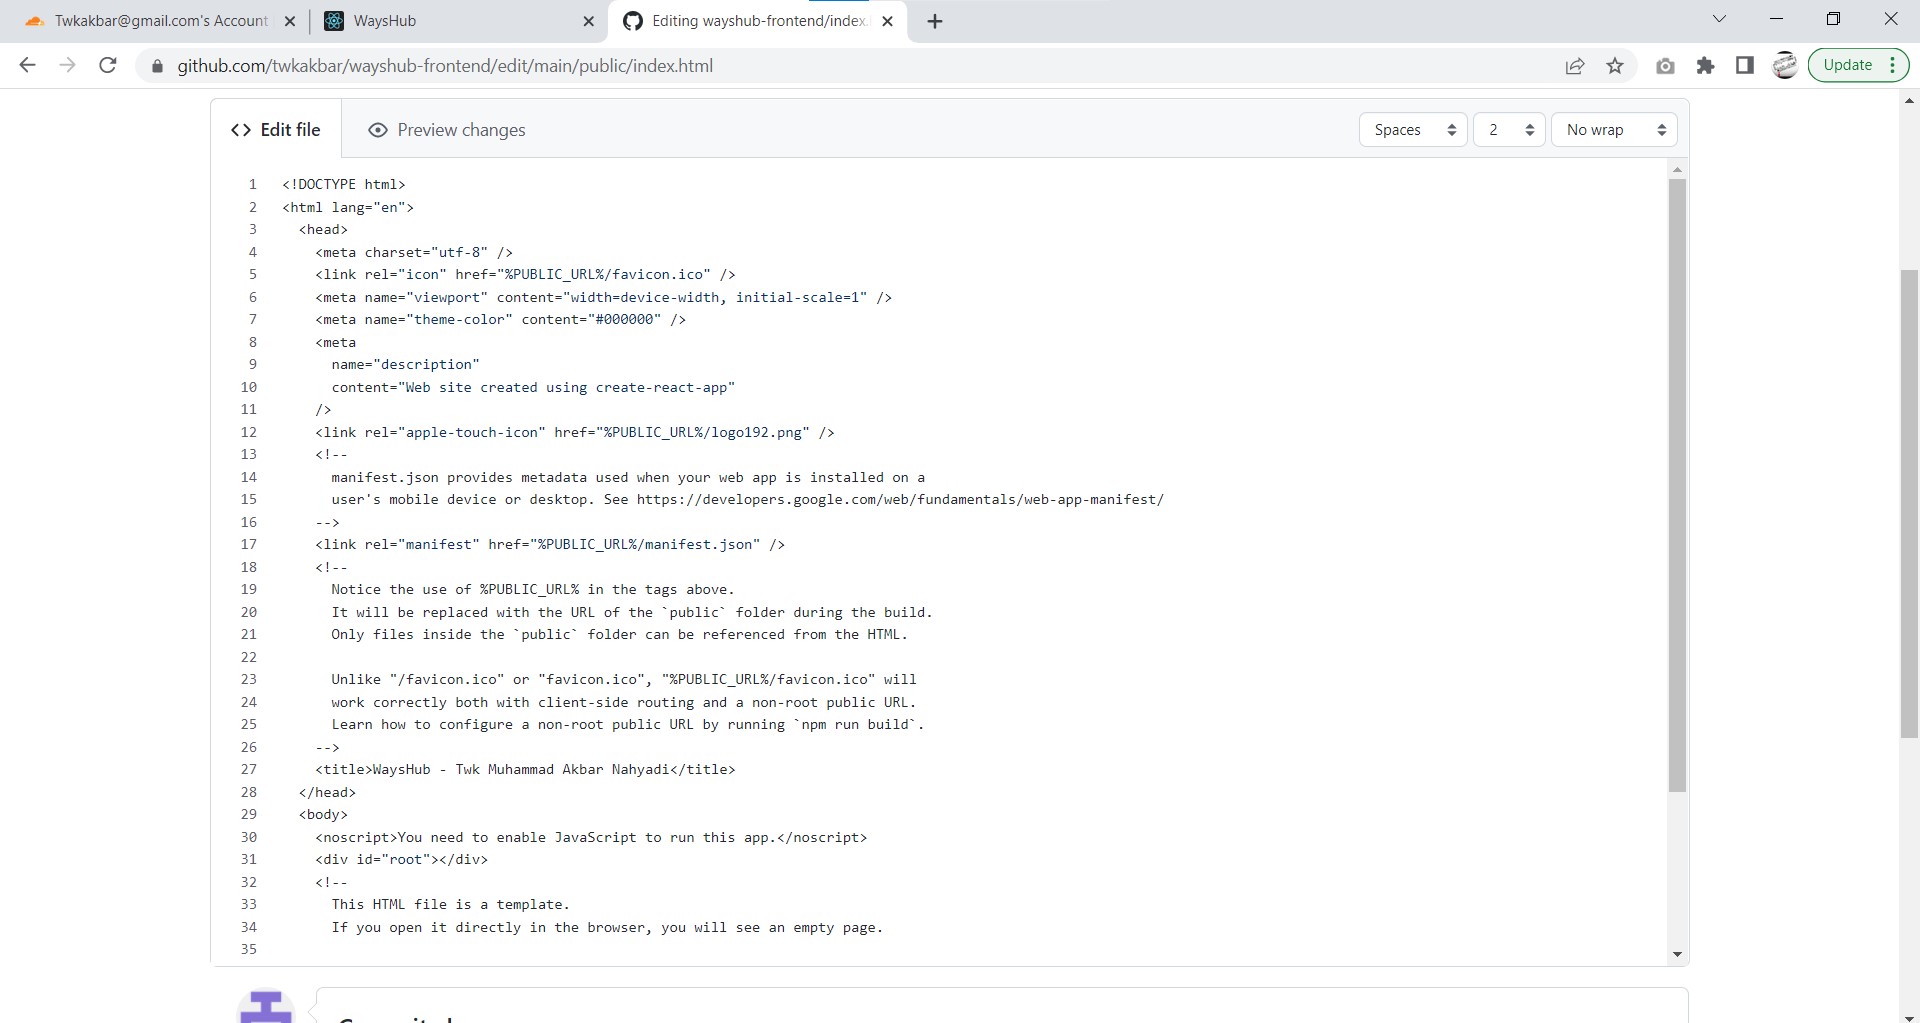 Twkakbar@gmail.com's Account
WaysHub
Editing wayshub-frontend/index.
github.com/twkakbar/wayshub-frontend/edit/main/public/index.html
Update
Edit file
Preview changes
Spaces
2
No wrap
1 <!DOCTYPE html>
2 <html lang="en">
3 <head>
4 <meta charset="utf-8" />
5 <link rel="icon" href="%PUBLIC_URL%/favicon.ico" />
6 <meta name="viewport" content="width=device-width, initial-scale=1" />
7 <meta name="theme-color" content="#000000" />
8 <meta
9 name="description"
10 content="Web site created using create-react-app"
11 />
12 <link rel="apple-touch-icon" href="%PUBLIC_URL%/logo192.png" />
13 <!--
14 manifest.json provides metadata used when your web app is installed on a
15 user's mobile device or desktop. See https://developers.google.com/web/fundamentals/web-app-manifest/
16 -->
17 <link rel="manifest" href="%PUBLIC_URL%/manifest.json" />
18 <!--
19 Notice the use of %PUBLIC_URL% in the tags above.
20 It will be replaced with the URL of the `public` folder during the build.
21 Only files inside the `public` folder can be referenced from the HTML.
22
23 Unlike "/favicon.ico" or "favicon.ico", "%PUBLIC_URL%/favicon.ico" will
24 work correctly both with client-side routing and a non-root public URL.
25 Learn how to configure a non-root public URL by running `npm run build`.
26 -->
27 <title>WaysHub - Twk Muhammad Akbar Nahyadi</title>
28 </head>
29 <body>
30 <noscript>You need to enable JavaScript to run this app.</noscript>
31 <div id="root"></div>
32 <!--
33 This HTML file is a template.
34 If you open it directly in the browser, you will see an empty page.
35